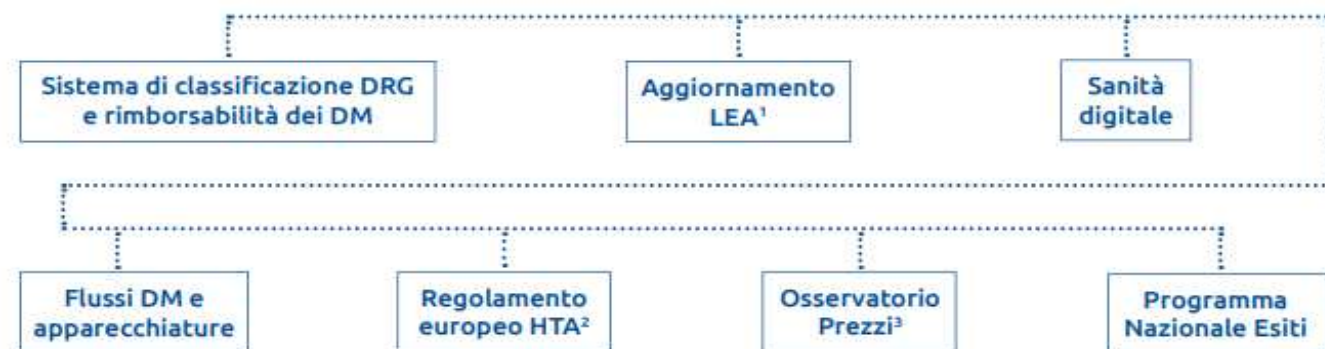 Sistema di classificazione DRG
e rimborsabilità dei DM
Aggiornamento
LEA¹
Sanità
digitale
Flussi DM e
apparecchiature
Regolamento
europeo HTA²
Osservatorio
Prezzi³
Programma
Nazionale Esiti